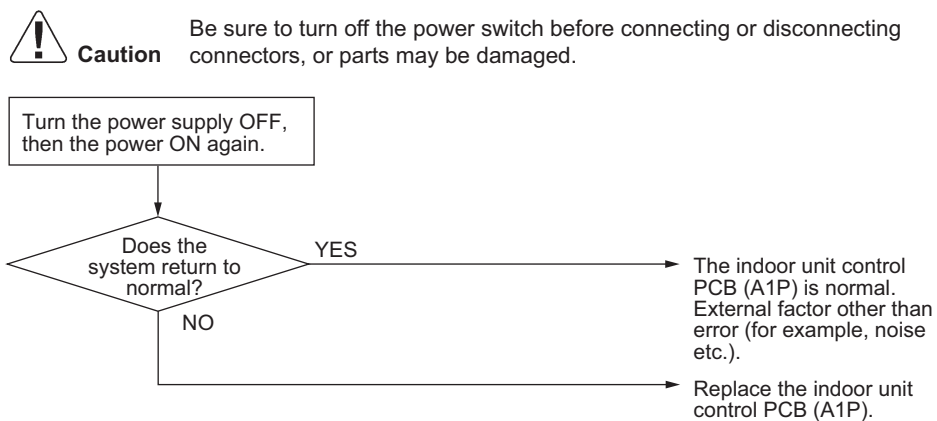 Be sure to turn off the power switch before connecting or disconnecting
Caution connectors, or parts may be damaged.
Turn the power supply OFF,
then the power ON again.
Does the
system return to
normal?
YES
NO
The indoor unit control
PCB (A1P) is normal.
External factor other than
error (for example, noise
etc.).
Replace the indoor unit
control PCB (A1P).